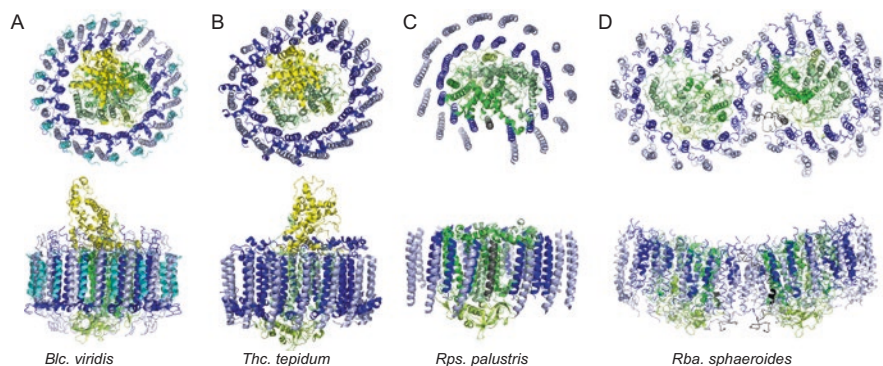 A B C D
Blc. viridis Thc. tepidum Rps. palustris Rba. sphaeroides